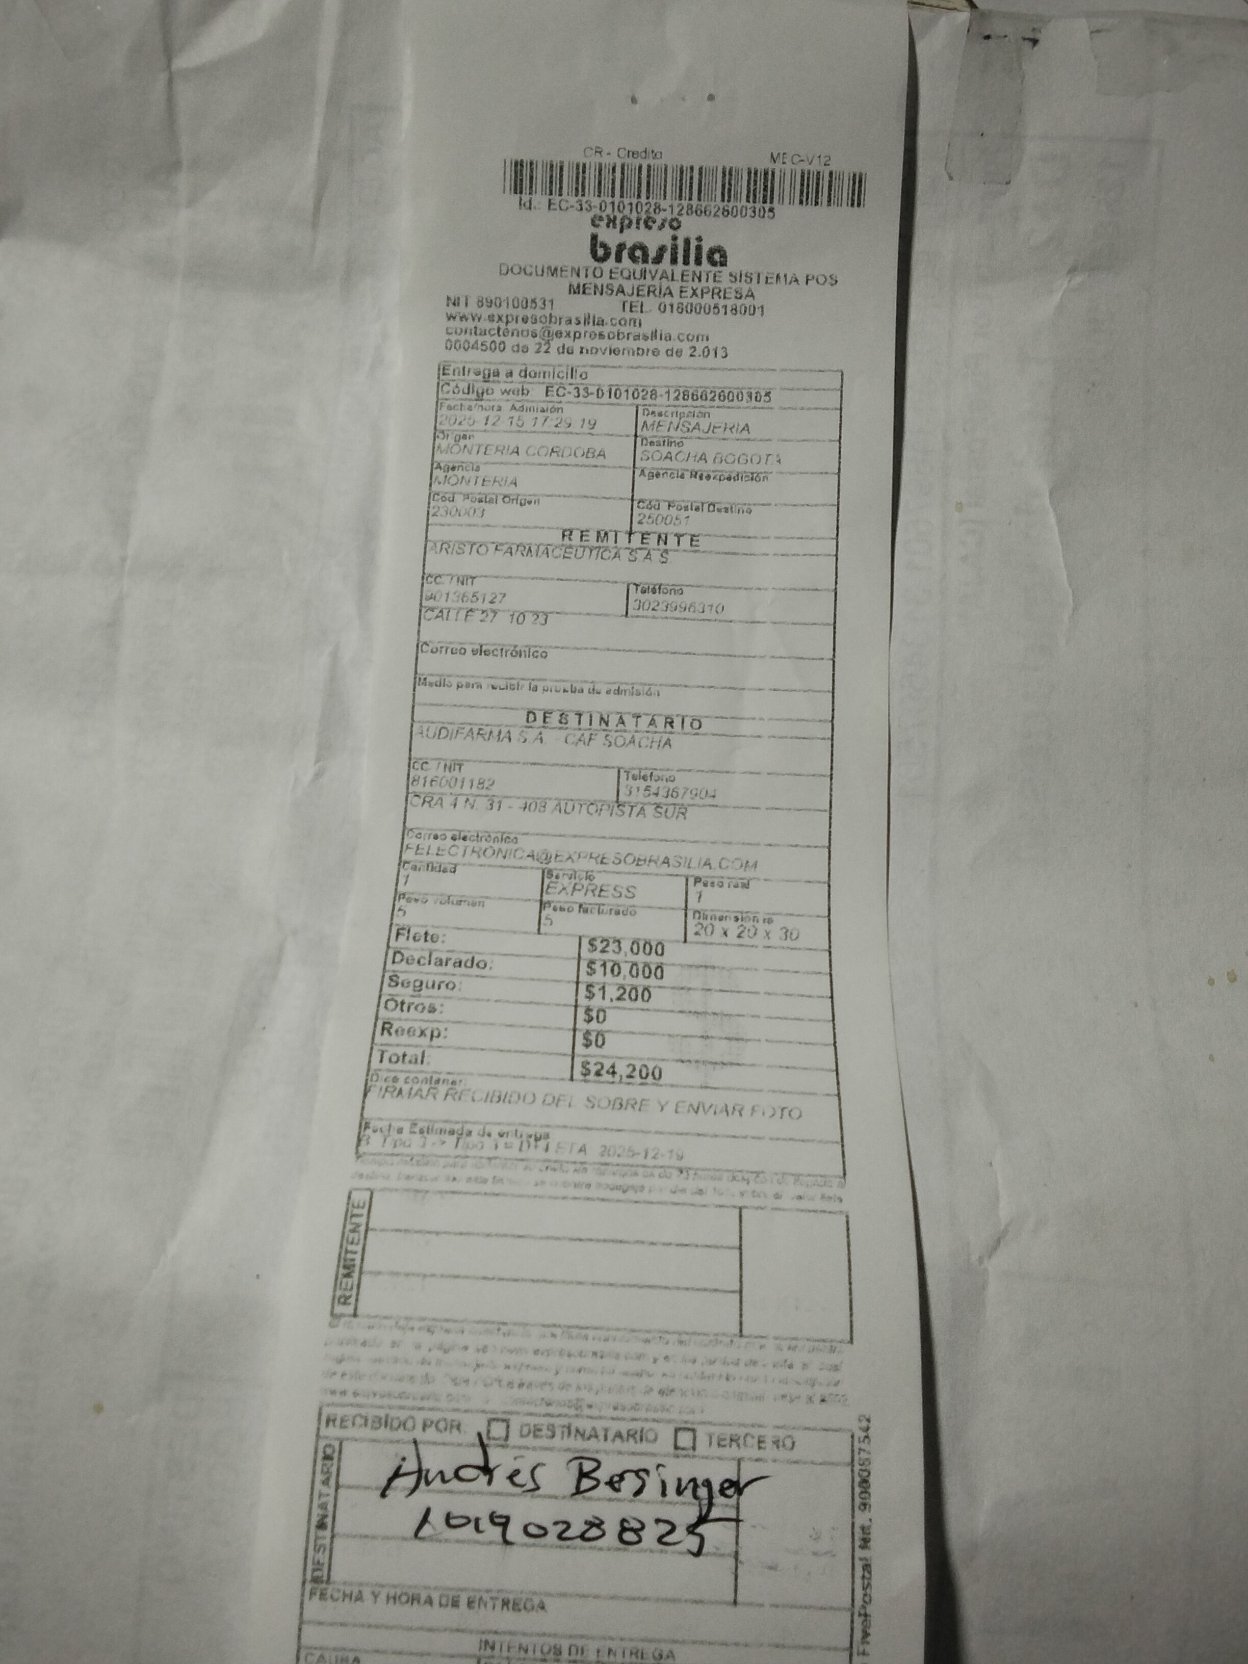 CR - Credito MEC-V12
Id.: EC-33-0101028-128662600305
expreso
brasilia
DOCUMENTO EQUIVALENTE SISTEMA POS
MENSAJERÍA EXPRESA
NIT 890100531 TEL. 018000518001
www.expresobrasilia.com
contactenos@expresobrasilia.com
0004500 de 22 de noviembre de 2.013
Entrega a domicilio
Código web EC-33-0101028-128662600305
Fecha/hora Admisión Descripción
2025-12-15 17:29:19 MENSAJERIA
Origen Destino
MONTERIA CORDOBA SOACHA BOGOTA
Agencia Agencia Reexpedición
MONTERIA
Cód. Postal Origen Cód. Postal Destino
230003 250051
REMITENTE
ARISTO FARMACEUTICA S A S
CC. / NIT Teléfono
901365127 3023996310
CALLE 27 10 23
Correo electrónico
Medio para recibir la prueba de admisión
DESTINATARIO
AUDIFARMA S.A. - CAF SOACHA
CC. / NIT Teléfono
816001182 3154367904
CRA 4 N. 31 - 408 AUTOPISTA SUR
Correo electrónico
FELECTRONICA@EXPRESOBRASILIA.COM
Cantidad Servicio Peso real
1 EXPRESS 1
Peso volumen Peso facturado Dimensiones
5 5 20 x 20 x 30
Flete: $23,000
Declarado: $10,000
Seguro: $1,200
Otros: $0
Reexp: $0
Total: $24,200
Dice contener:
FIRMAR RECIBIDO DEL SOBRE Y ENVIAR FOTO
Fecha Estimada de entrega
2025-12-19
REMITENTE
RECIBIDO POR DESTINATARIO TERCERO
DESTINATARIO
Andrés Besinger
1019028825
FECHA Y HORA DE ENTREGA
INTENTOS DE ENTREGA
CAUSA
FivePostal Nit. 900087542